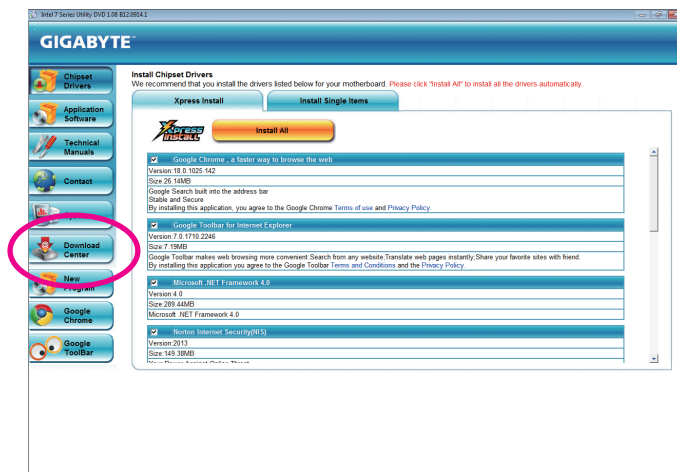 Intel 7 Series Utility DVD 1.08 B12.0914.1
GIGABYTE™
Chipset
Drivers
Application
Software
Technical
Manuals
Contact
Download
Center
New
Program
Google
Chrome
Google
ToolBar
Install Chipset Drivers
We recommend that you install the drivers listed below for your motherboard. Please click "Install All" to install all the drivers automatically.
Xpress Install
Install Single Items
Xpress
Install
Install All
Google Chrome , a faster way to browse the web
Version:18.0.1025.142
Size:26.14MB
Google Search built into the address bar
Stable and Secure
By installing this application, you agree to the Google Chrome Terms of use and Privacy Policy.
Google Toolbar for Internet Explorer
Version:7.0.1710.2246
Size:7.19MB
Google Toolbar makes web browsing more convenient:Search from any website;Translate web pages instantly;Share your favorite sites with friend.
By installing this application you agree to the Google Toolbar Terms and Conditions and the Privacy Policy.
Microsoft .NET Framework 4.0
Version:4.0
Size:289.44MB
Microsoft .NET Framework 4.0
Norton Internet Security(NIS)
Version:2013
Size:149.38MB